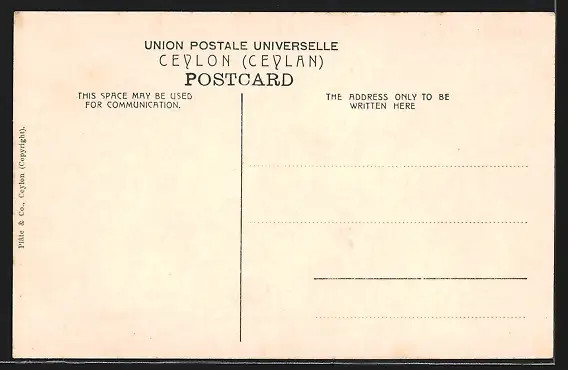 UNION POSTALE UNIVERSELLE
CEYLON (CEYLAN)
POSTCARD
THIS SPACE MAY BE USED
FOR COMMUNICATION.
THE ADDRESS ONLY TO BE
WRITTEN HERE
Plâte & Co., Ceylon (Copyright).